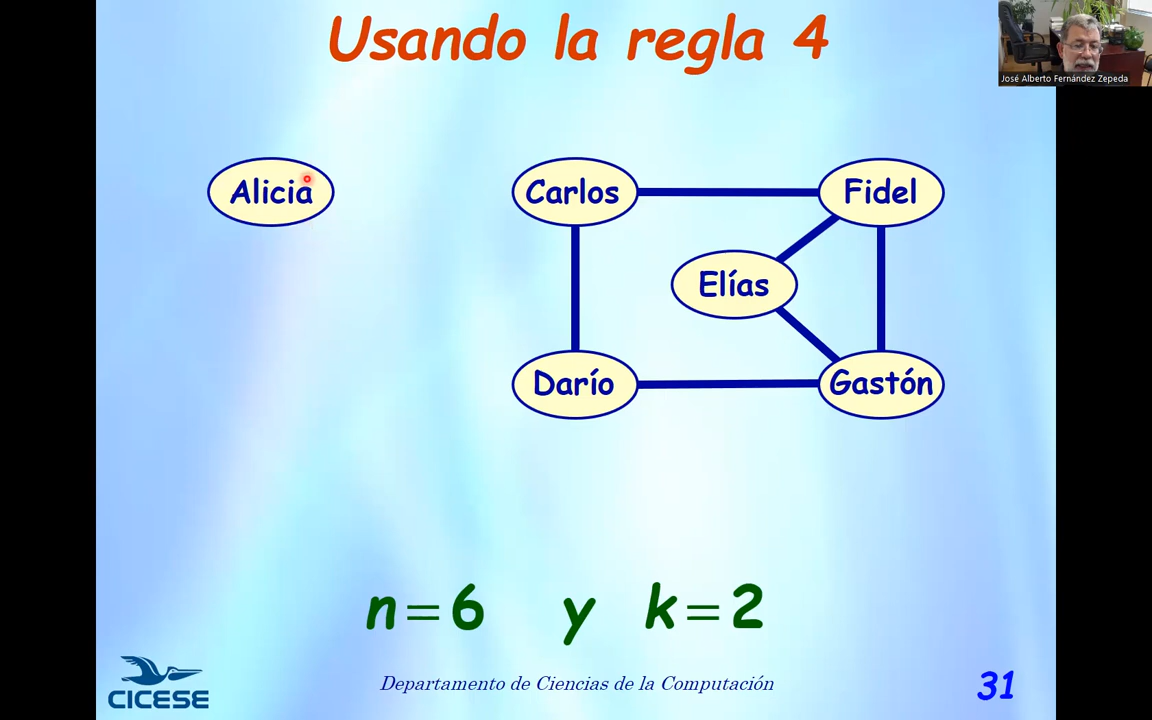 Usando la regla 4
José Alberto Fernández Zepeda
Alicia
Carlos
Fidel
Elías
Darío
Gastón
n=6 y k=2
CICESE
Departamento de Ciencias de la Computación
31